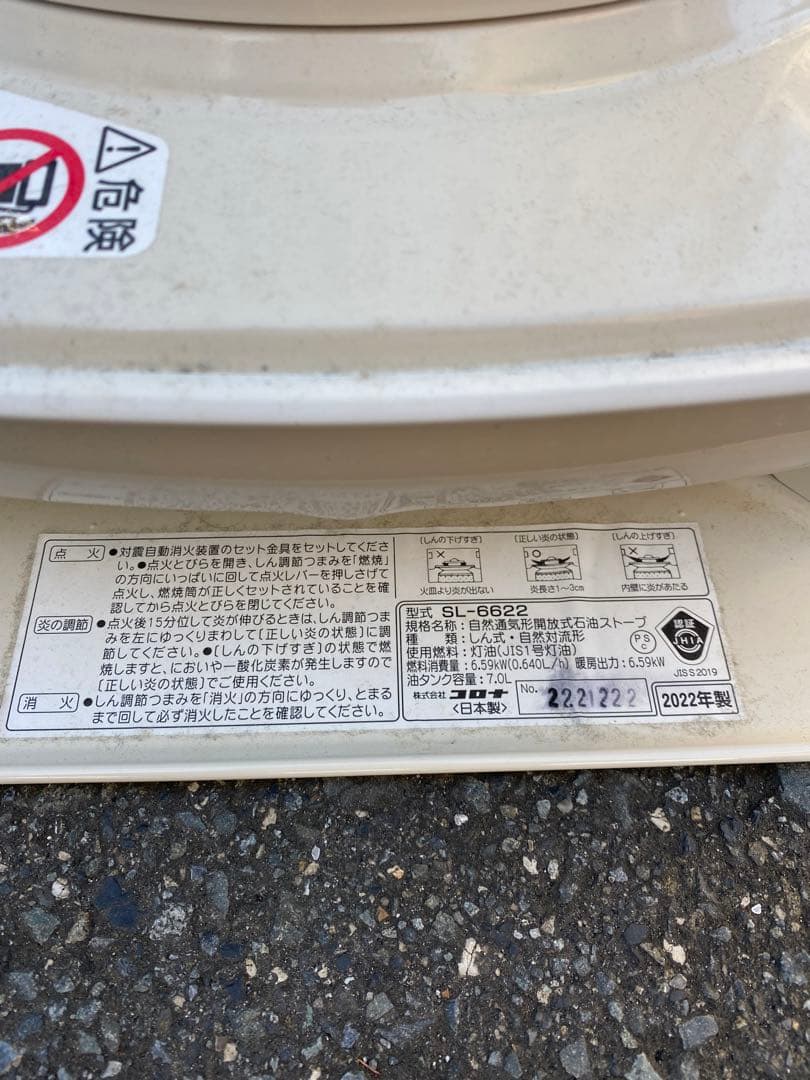 ⚠危険
点火 ●対震自動消火装置のセット金具をセットしてくださ
い。●点火とびらを開き、しん調節つまみを「燃焼」
の方向にいっぱいに回して点火レバーを押しさげて
点火し、燃焼筒が正しくセットされていることを確
認してから点火とびらを閉じてください。
炎の調節 ●点火後15分位して炎が伸びるときは、しん調節つま
みを左にゆっくりまわして〔正しい炎の状態〕に調
節してください。●〔しんの下げすぎ〕の状態で燃
焼しますと、においや一酸化炭素が発生しますので
〔正しい炎の状態〕でご使用ください。
消火 ●しん調節つまみを「消火」の方向にゆっくり、とまる
まで回して必ず消火したことを確認してください。
〔しんの下げすぎ〕 〔正しい炎の状態〕 〔しんの上げすぎ〕
火皿より炎が出ない 炎長さ1〜3cm 内壁に炎があたる
型式 SL-6622
規格名称:自然通気形開放式石油ストーブ
種類:しん式・自然対流形
使用燃料:灯油(JIS1号灯油)
燃料消費量:6.59kW(0.640L/h) 暖房出力:6.59kW
油タンク容量:7.0L
株式会社 コロナ
〈日本製〉
No. 2221222
2022年製
PSC
認証
JHIA
JIS S 2019